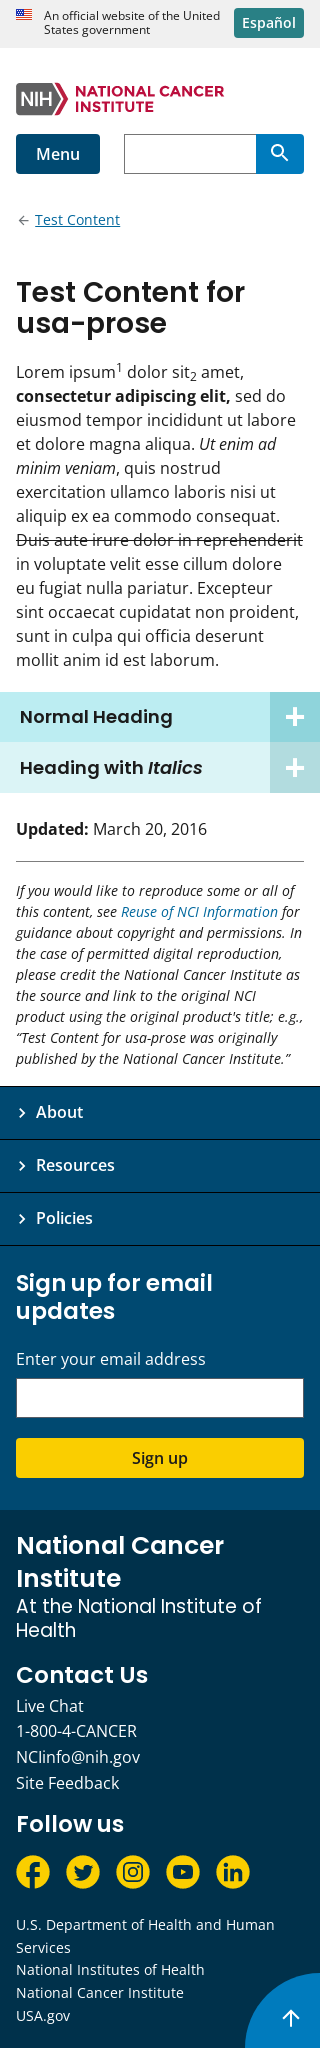 An official website of the United
States government
Español
NIH NATIONAL CANCER
INSTITUTE
Menu
Test Content
Test Content for
usa-prose
Lorem ipsum1 dolor sit2 amet,
consectetur adipiscing elit, sed do
eiusmod tempor incididunt ut labore
et dolore magna aliqua. Ut enim ad
minim veniam, quis nostrud
exercitation ullamco laboris nisi ut
aliquip ex ea commodo consequat.
Duis aute irure dolor in reprehenderit
in voluptate velit esse cillum dolore
eu fugiat nulla pariatur. Excepteur
sint occaecat cupidatat non proident,
sunt in culpa qui officia deserunt
mollit anim id est laborum.
Normal Heading
Heading with Italics
Updated: March 20, 2016
If you would like to reproduce some or all of
this content, see Reuse of NCI Information for
guidance about copyright and permissions. In
the case of permitted digital reproduction,
please credit the National Cancer Institute as
the source and link to the original NCI
product using the original product's title; e.g.,
“Test Content for usa-prose was originally
published by the National Cancer Institute.”
About
Resources
Policies
Sign up for email
updates
Enter your email address
Sign up
National Cancer
Institute
At the National Institute of
Health
Contact Us
Live Chat
1-800-4-CANCER
NCIinfo@nih.gov
Site Feedback
Follow us
U.S. Department of Health and Human
Services
National Institutes of Health
National Cancer Institute
USA.gov